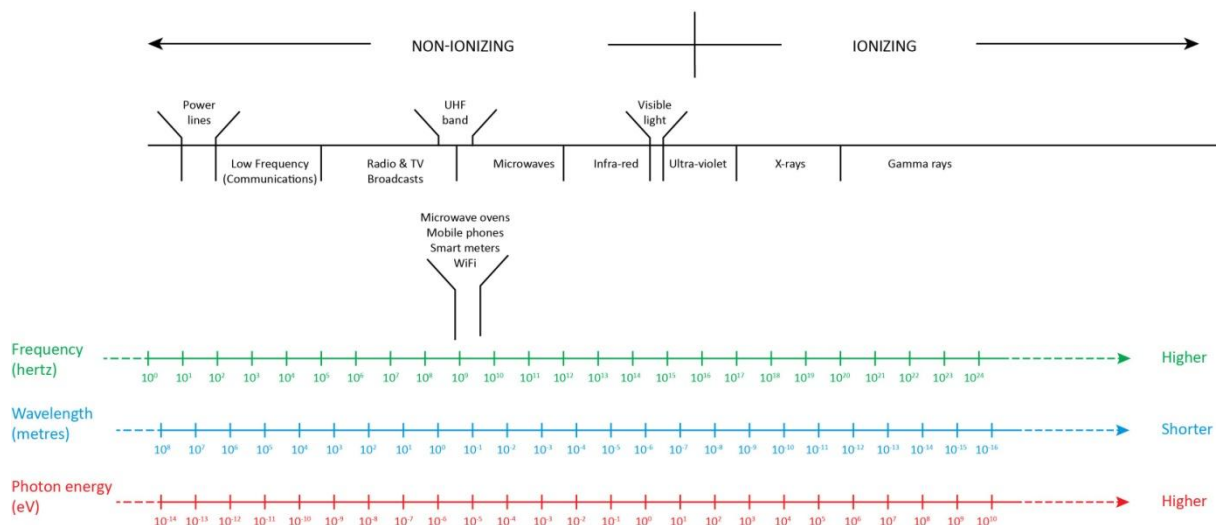 NON-IONIZING
IONIZING
Power
lines
UHF
band
Visible
light
Low Frequency
(Communications)
Radio & TV
Broadcasts
Microwaves
Infra-red
Ultra-violet
X-rays
Gamma rays
Microwave ovens
Mobile phones
Smart meters
WiFi
Frequency
(hertz)
Higher
10⁰ 10¹ 10² 10³ 10⁴ 10⁵ 10⁶ 10⁷ 10⁸ 10⁹ 10¹⁰ 10¹¹ 10¹² 10¹³ 10¹⁴ 10¹⁵ 10¹⁶ 10¹⁷ 10¹⁸ 10¹⁹ 10²⁰ 10²¹ 10²² 10²³ 10²⁴
Wavelength
(metres)
Shorter
10⁸ 10⁷ 10⁶ 10⁵ 10⁴ 10³ 10² 10¹ 10⁰ 10⁻¹ 10⁻² 10⁻³ 10⁻⁴ 10⁻⁵ 10⁻⁶ 10⁻⁷ 10⁻⁸ 10⁻⁹ 10⁻¹⁰ 10⁻¹¹ 10⁻¹² 10⁻¹³ 10⁻¹⁴ 10⁻¹⁵ 10⁻¹⁶
Photon energy
(eV)
Higher
10⁻¹⁴ 10⁻¹³ 10⁻¹² 10⁻¹¹ 10⁻¹⁰ 10⁻⁹ 10⁻⁸ 10⁻⁷ 10⁻⁶ 10⁻⁵ 10⁻⁴ 10⁻³ 10⁻² 10⁻¹ 10⁰ 10¹ 10² 10³ 10⁴ 10⁵ 10⁶ 10⁷ 10⁸ 10⁹ 10¹⁰